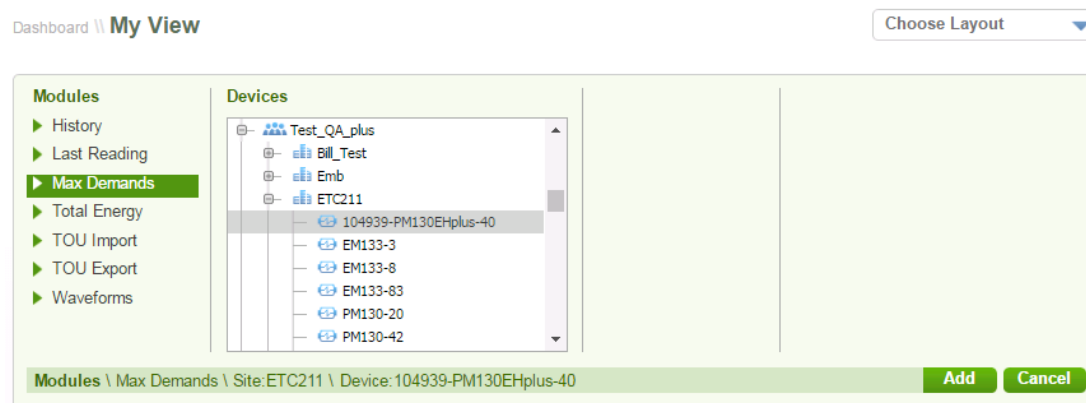 Dashboard \\ My View
Choose Layout
Modules
History
Last Reading
Max Demands
Total Energy
TOU Import
TOU Export
Waveforms
Devices
Test_QA_plus
Bill_Test
Emb
ETC211
104939-PM130EHplus-40
EM133-3
EM133-8
EM133-83
PM130-20
PM130-42
Modules \ Max Demands \ Site:ETC211 \ Device:104939-PM130EHplus-40
Add
Cancel